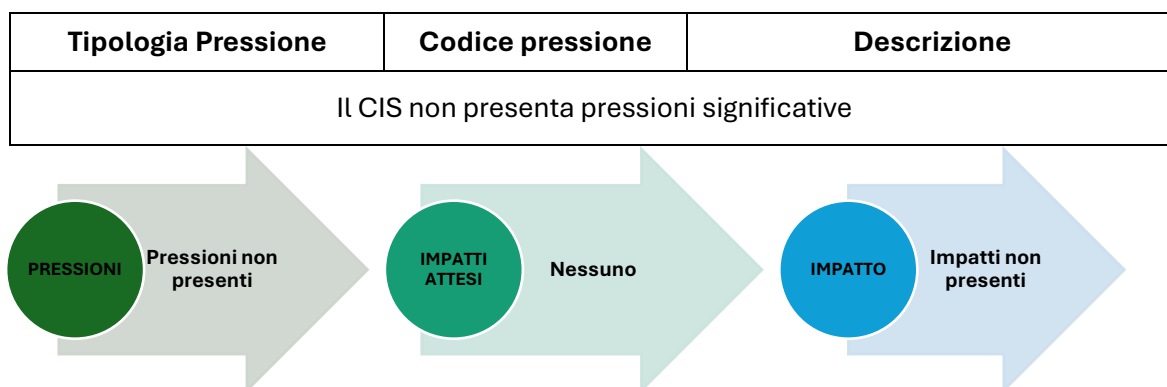 Tipologia Pressione
Codice pressione
Descrizione
Il CIS non presenta pressioni significative
PRESSIONI
Pressioni non
presenti
IMPATTI
ATTESI
Nessuno
IMPATTO
Impatti non
presenti